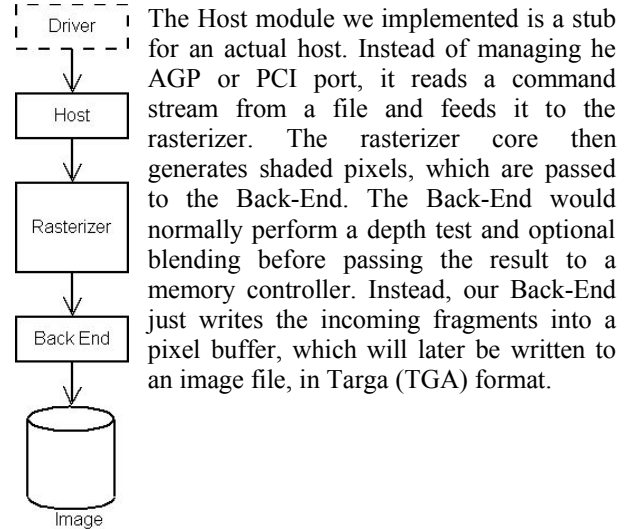 Driver
Host
Rasterizer
Back End
Image
The Host module we implemented is a stub
for an actual host. Instead of managing he
AGP or PCI port, it reads a command
stream from a file and feeds it to the
rasterizer. The rasterizer core then
generates shaded pixels, which are passed
to the Back-End. The Back-End would
normally perform a depth test and optional
blending before passing the result to a
memory controller. Instead, our Back-End
just writes the incoming fragments into a
pixel buffer, which will later be written to
an image file, in Targa (TGA) format.